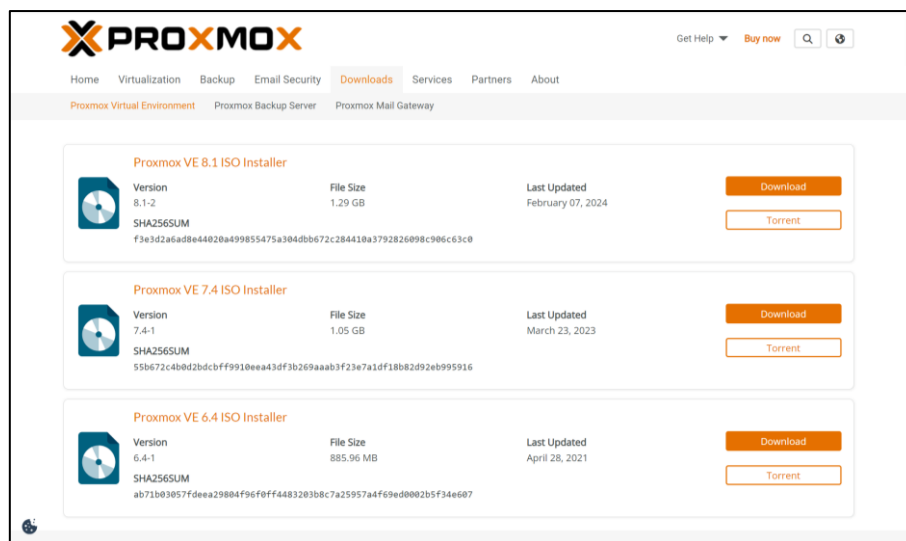 PROXMOX
Get Help Buy now
Home Virtualization Backup Email Security Downloads Services Partners About
Proxmox Virtual Environment Proxmox Backup Server Proxmox Mail Gateway
Proxmox VE 8.1 ISO Installer
Version File Size Last Updated Download
8.1-2 1.29 GB February 07, 2024
SHA256SUM Torrent
f3e3d2a6ad8e44020a499855475a304dbb672c284410a3792826098c906c63c0
Proxmox VE 7.4 ISO Installer
Version File Size Last Updated Download
7.4-1 1.05 GB March 23, 2023
SHA256SUM Torrent
55b672c4b0d2bdcbff9910eea43df3b269aaab3f23e7a1df18b82d92eb995916
Proxmox VE 6.4 ISO Installer
Version File Size Last Updated Download
6.4-1 885.96 MB April 28, 2021
SHA256SUM Torrent
ab71b03057fdeea29804f96f0ff4483203b8c7a25957a4f69ed0002b5f34e607